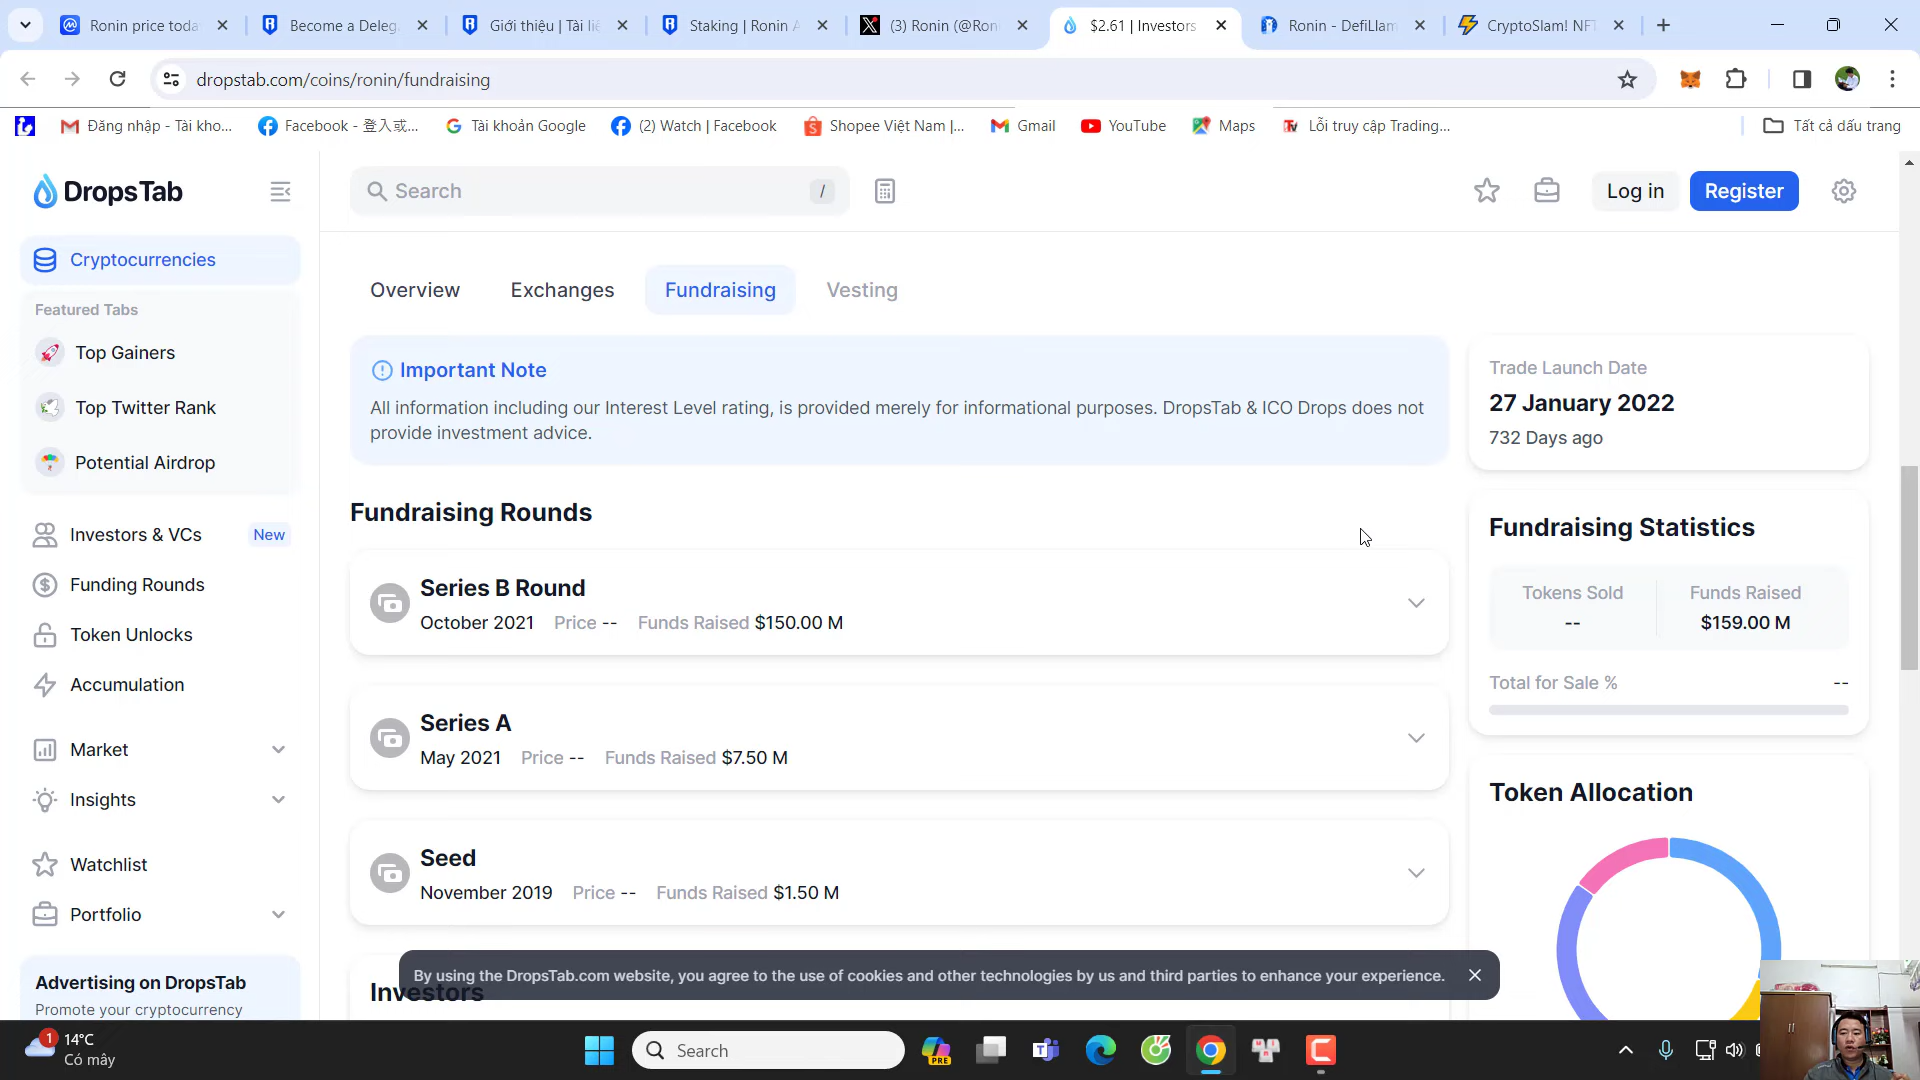 Ronin price toda
Become a Deleg
Giới thiệu | Tài liệ
Staking | Ronin A
(3) Ronin (@Ron
$2.61 | Investors
Ronin - DefiLlam
CryptoSlam! NFT
dropstab.com/coins/ronin/fundraising
Đăng nhập - Tài kho...
Facebook - 登入或...
Tài khoản Google
(2) Watch | Facebook
Shopee Việt Nam |...
Gmail
YouTube
Maps
Lỗi truy cập Trading...
Tất cả dấu trang
DropsTab
Search
/
Log in
Register
Cryptocurrencies
Featured Tabs
Top Gainers
Top Twitter Rank
Potential Airdrop
Investors & VCs New
Funding Rounds
Token Unlocks
Accumulation
Market
Insights
Watchlist
Portfolio
Advertising on DropsTab
Promote your cryptocurrency
Overview
Exchanges
Fundraising
Vesting
Important Note
All information including our Interest Level rating, is provided merely for informational purposes. DropsTab & ICO Drops does not
provide investment advice.
Fundraising Rounds
Series B Round
October 2021 Price -- Funds Raised $150.00 M
Series A
May 2021 Price -- Funds Raised $7.50 M
Seed
November 2019 Price -- Funds Raised $1.50 M
Investors
Trade Launch Date
27 January 2022
732 Days ago
Fundraising Statistics
Tokens Sold
--
Funds Raised
$159.00 M
Total for Sale % --
Token Allocation
By using the DropsTab.com website, you agree to the use of cookies and other technologies by us and third parties to enhance your experience.
1
14°C
Có mây
Search
PRE